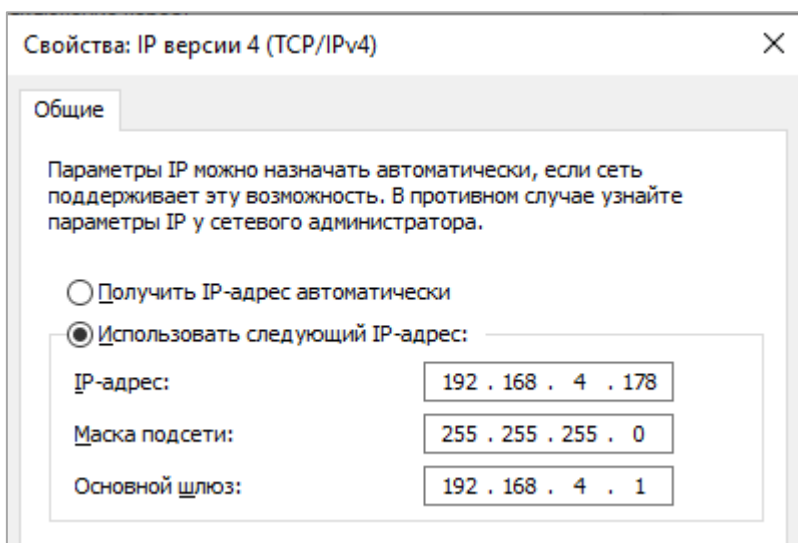 Свойства: IP версии 4 (TCP/IPv4)
Общие
Параметры IP можно назначать автоматически, если сеть
поддерживает эту возможность. В противном случае узнайте
параметры IP у сетевого администратора.
Получить IP-адрес автоматически
Использовать следующий IP-адрес:
IP-адрес: 192 . 168 . 4 . 178
Маска подсети: 255 . 255 . 255 . 0
Основной шлюз: 192 . 168 . 4 . 1